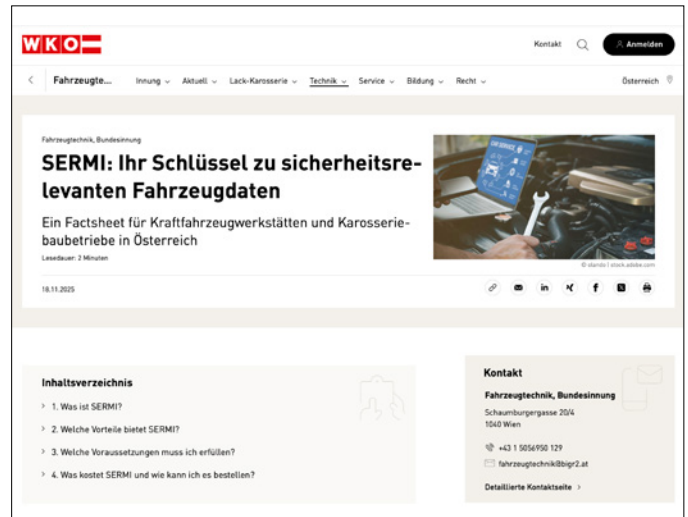 WKO
Kontakt
Anmelden
Fahrzeugte... Innung Aktuell Lack-Karosserie Technik Service Bildung Recht Österreich
Fahrzeugtechnik, Bundesinnung
SERMI: Ihr Schlüssel zu sicherheitsre-
levanten Fahrzeugdaten
Ein Factsheet für Kraftfahrzeugwerkstätten und Karosserie-
baubetriebe in Österreich
Lesedauer: 2 Minuten
CAR SERVICE
© stando | stock.adobe.com
18.11.2025
Inhaltsverzeichnis
1. Was ist SERMI?
2. Welche Vorteile bietet SERMI?
3. Welche Voraussetzungen muss ich erfüllen?
4. Was kostet SERMI und wie kann ich es bestellen?
Kontakt
Fahrzeugtechnik, Bundesinnung
Schaumburgergasse 20/4
1040 Wien
+43 1 5056950 129
fahrzeugtechnik@bigr2.at
Detaillierte Kontaktseite